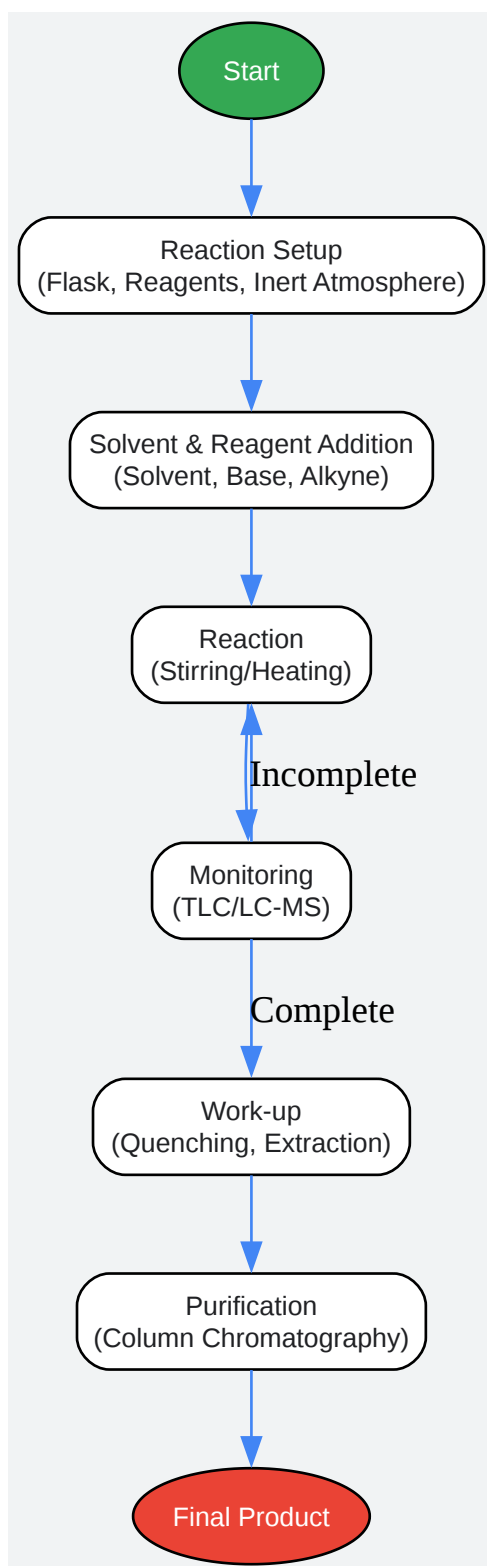 Start
Reaction Setup
(Flask, Reagents, Inert Atmosphere)
Solvent & Reagent Addition
(Solvent, Base, Alkyne)
Reaction
(Stirring/Heating)
Incomplete
Monitoring
(TLC/LC-MS)
Complete
Work-up
(Quenching, Extraction)
Purification
(Column Chromatography)
Final Product